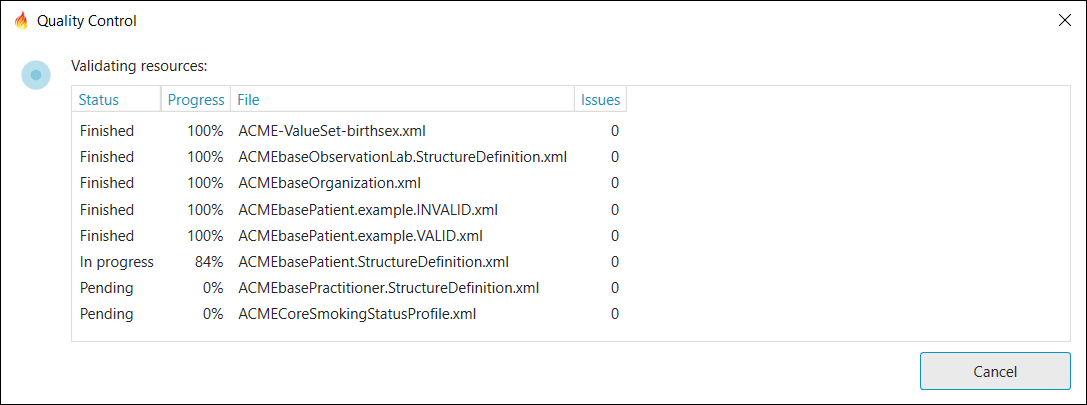 Quality Control
Validating resources:
Status Progress File Issues
Finished 100% ACME-ValueSet-birthsex.xml 0
Finished 100% ACMEbaseObservationLab.StructureDefinition.xml 0
Finished 100% ACMEbaseOrganization.xml 0
Finished 100% ACMEbasePatient.example.INVALID.xml 0
Finished 100% ACMEbasePatient.example.VALID.xml 0
In progress 84% ACMEbasePatient.StructureDefinition.xml 0
Pending 0% ACMEbasePractitioner.StructureDefinition.xml 0
Pending 0% ACMECoreSmokingStatusProfile.xml 0
Cancel